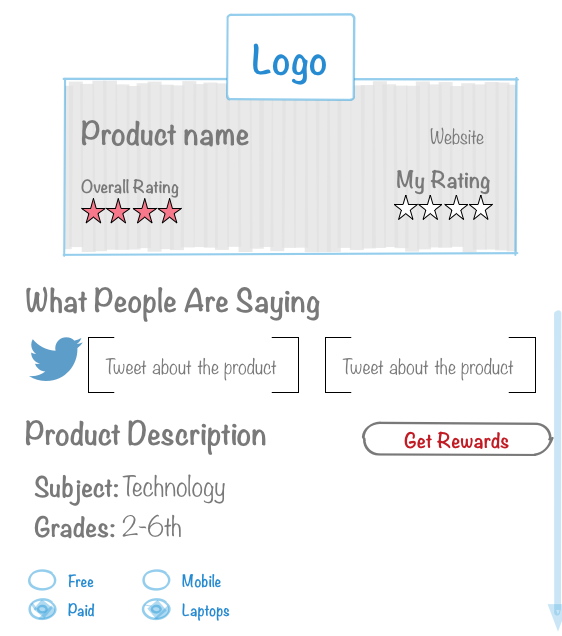 Logo
Product name
Website
Overall Rating
My Rating
What People Are Saying
Tweet about the product
Tweet about the product
Product Description
Get Rewards
Subject: Technology
Grades: 2-6th
Free
Mobile
Paid
Laptops